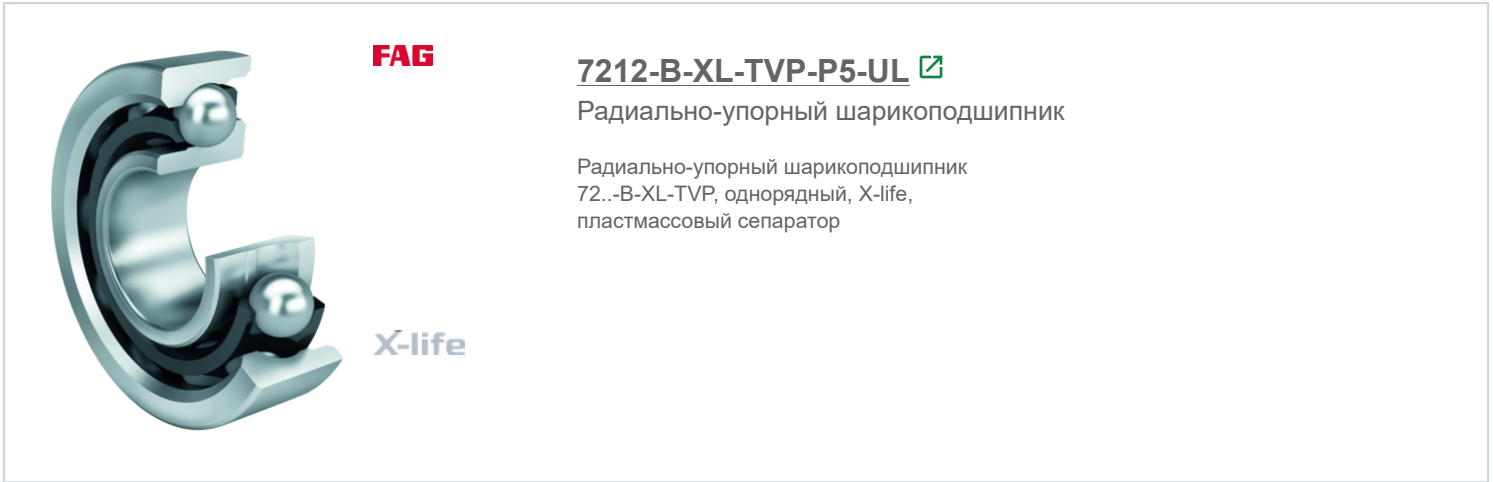 FAG
7212-B-XL-TVP-P5-UL
Радиально-упорный шарикоподшипник
Радиально-упорный шарикоподшипник
72..-B-XL-TVP, однорядный, X-life,
пластмассовый сепаратор
X-life